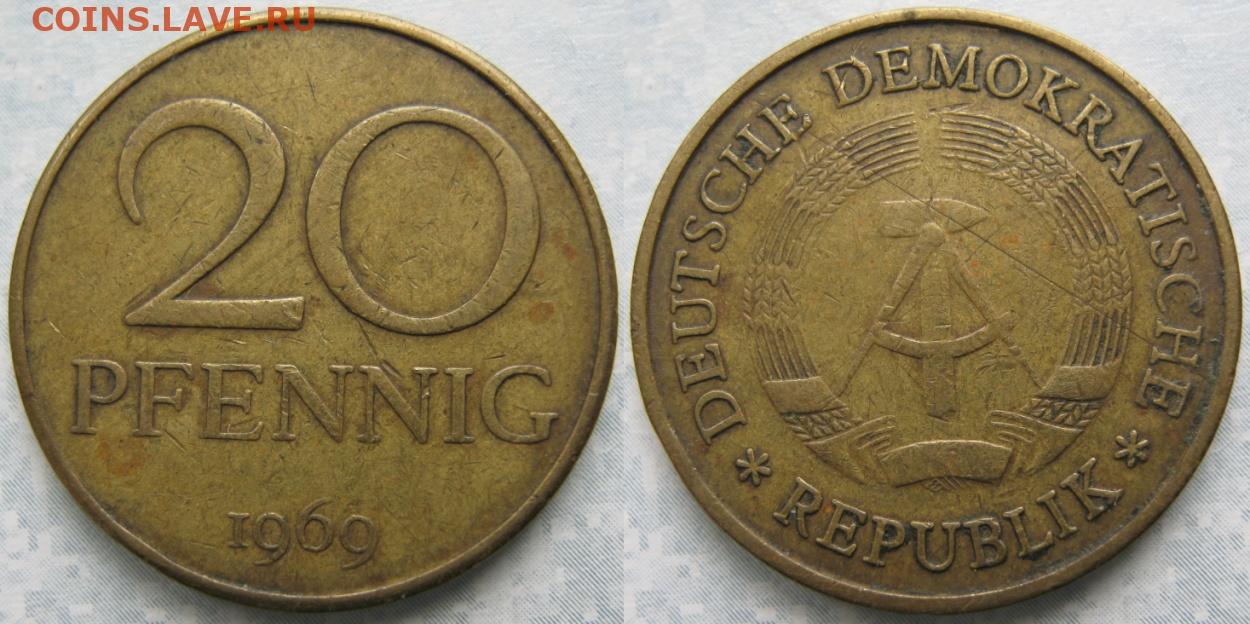 COINS.LAVE.RU
20
PFENNIG
1969
DEUTSCHE DEMOKRATISCHE
* REPUBLIK *